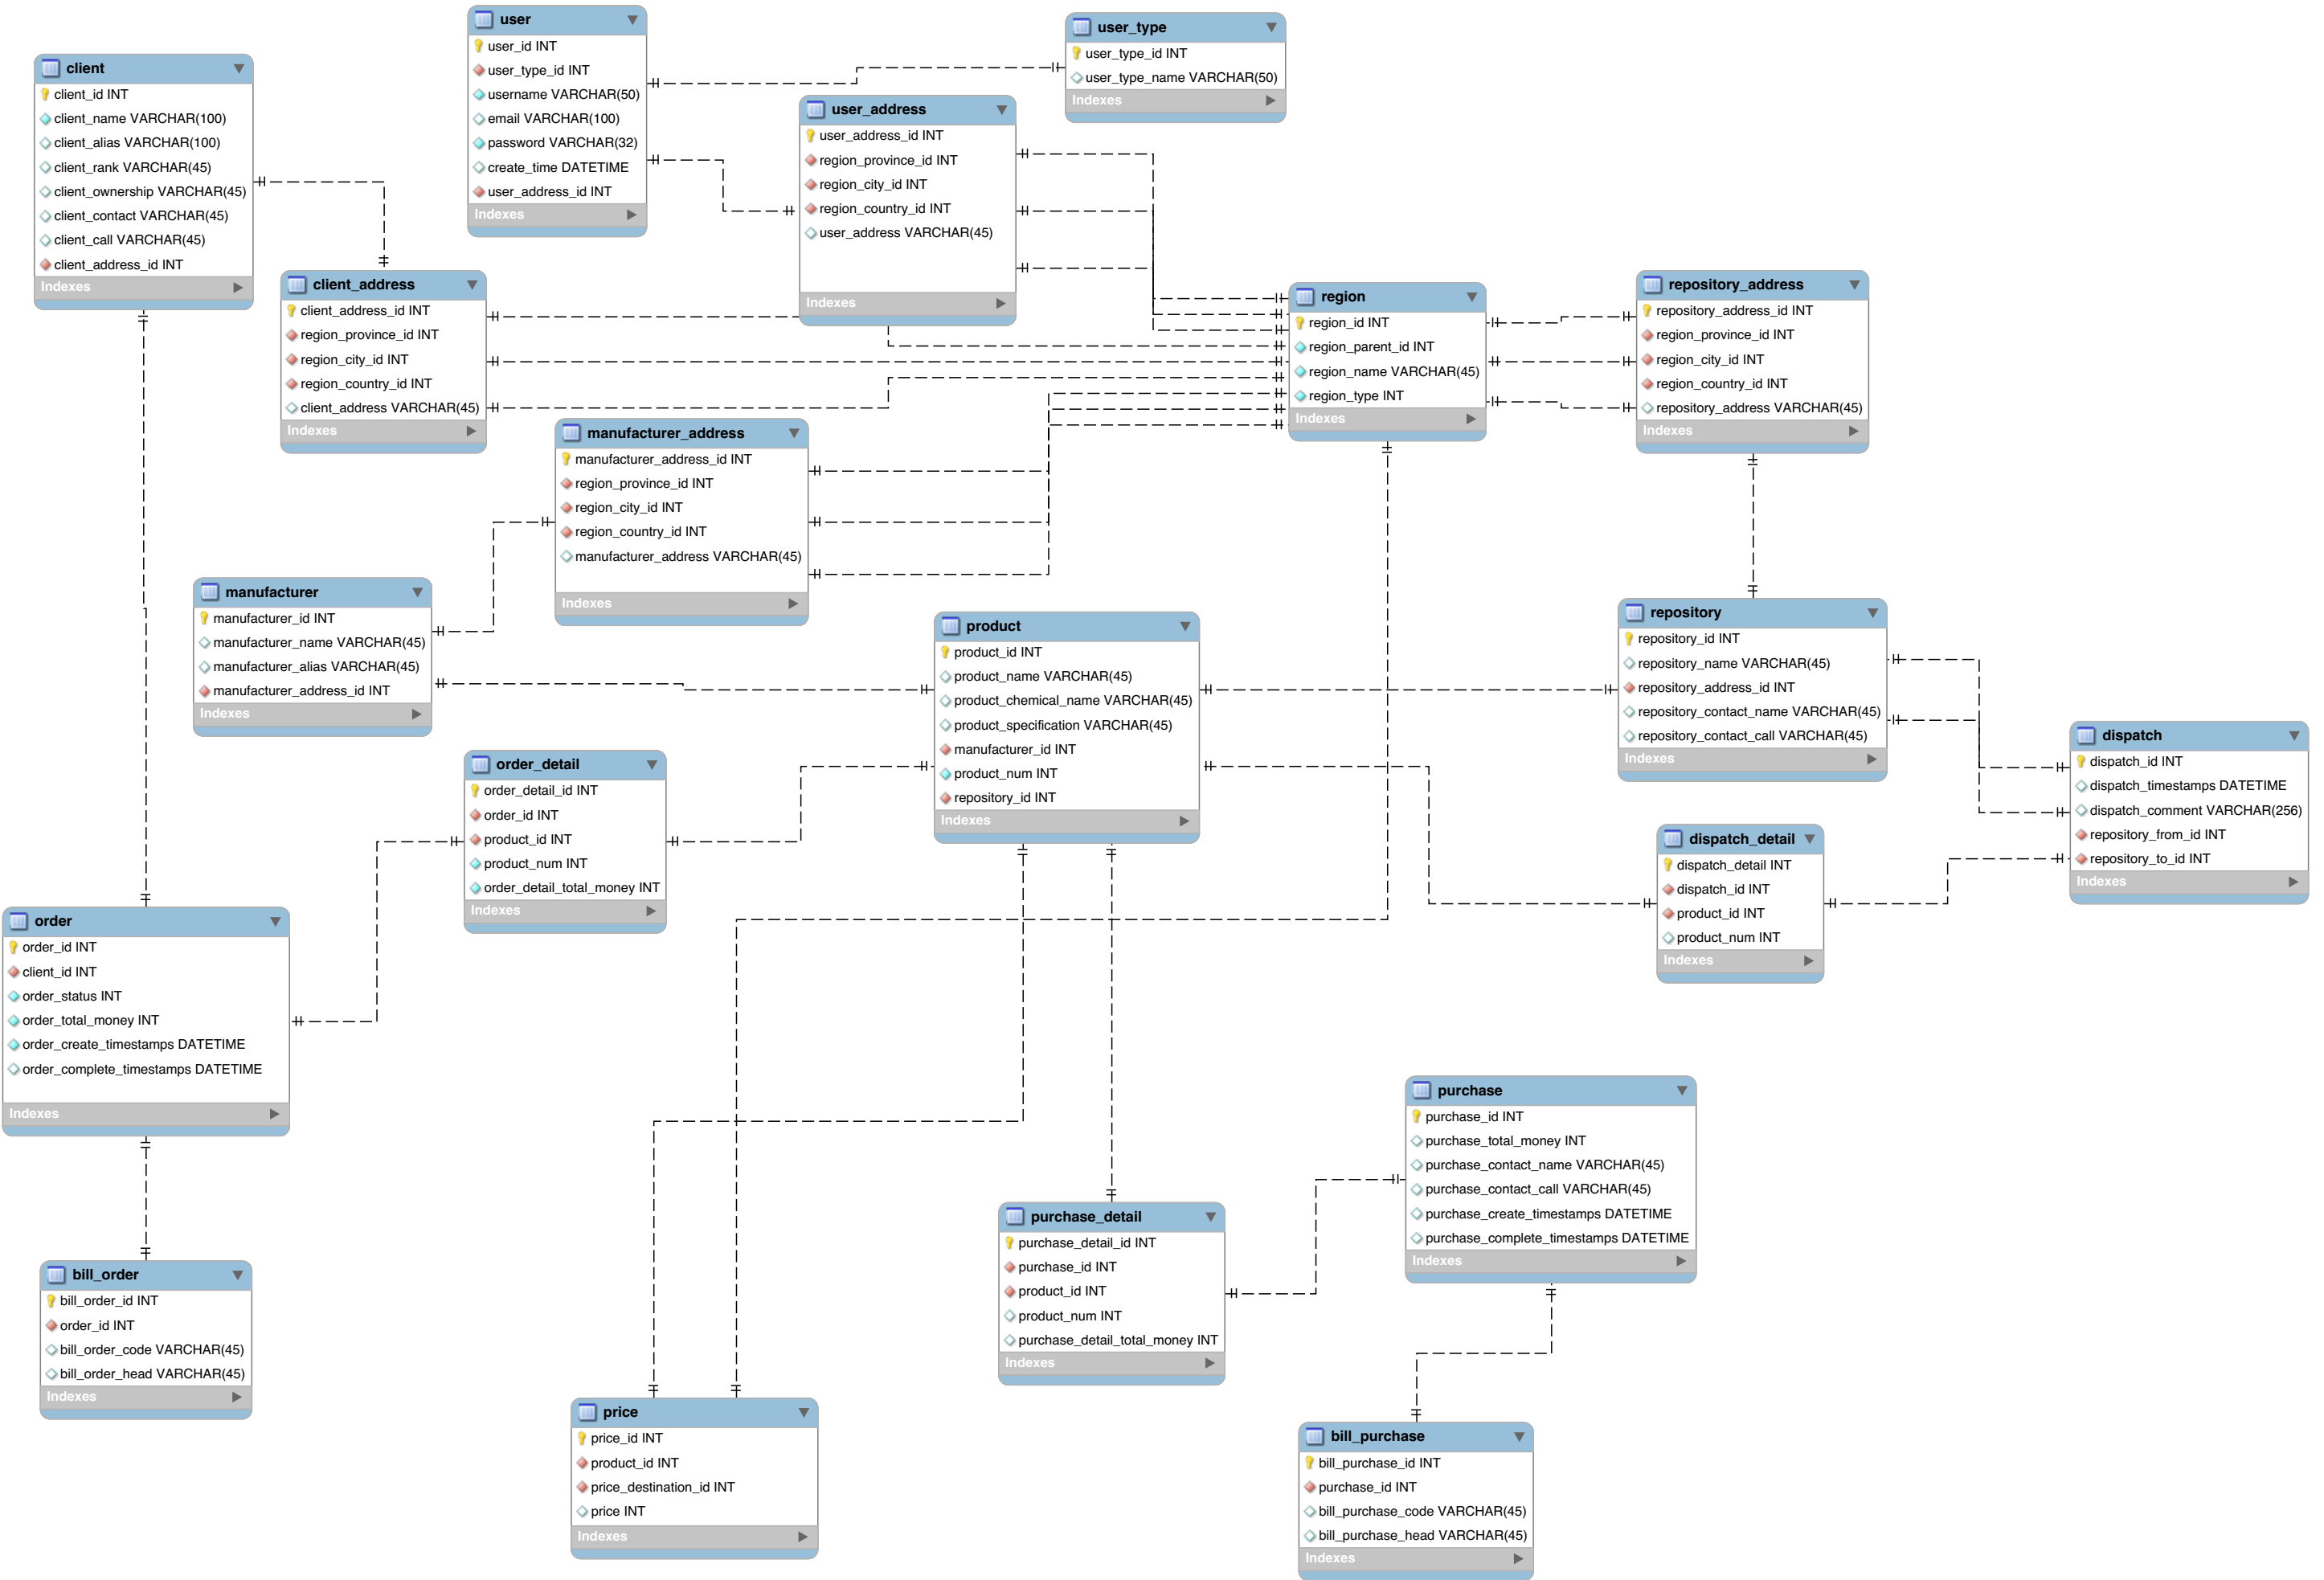 user
user_id INT
user_type_id INT
username VARCHAR(50)
email VARCHAR(100)
password VARCHAR(32)
create_time DATETIME
user_address_id INT
Indexes
user_type
user_type_id INT
user_type_name VARCHAR(50)
Indexes
client
client_id INT
client_name VARCHAR(100)
client_alias VARCHAR(100)
client_rank VARCHAR(45)
client_ownership VARCHAR(45)
client_contact VARCHAR(45)
client_call VARCHAR(45)
client_address_id INT
Indexes
user_address
user_address_id INT
region_province_id INT
region_city_id INT
region_country_id INT
user_address VARCHAR(45)
Indexes
client_address
client_address_id INT
region_province_id INT
region_city_id INT
region_country_id INT
client_address VARCHAR(45)
Indexes
region
region_id INT
region_parent_id INT
region_name VARCHAR(45)
region_type INT
Indexes
repository_address
repository_address_id INT
region_province_id INT
region_city_id INT
region_country_id INT
repository_address VARCHAR(45)
Indexes
manufacturer_address
manufacturer_address_id INT
region_province_id INT
region_city_id INT
region_country_id INT
manufacturer_address VARCHAR(45)
Indexes
manufacturer
manufacturer_id INT
manufacturer_name VARCHAR(45)
manufacturer_alias VARCHAR(45)
manufacturer_address_id INT
Indexes
product
product_id INT
product_name VARCHAR(45)
product_chemical_name VARCHAR(45)
product_specification VARCHAR(45)
manufacturer_id INT
product_num INT
repository_id INT
Indexes
repository
repository_id INT
repository_name VARCHAR(45)
repository_address_id INT
repository_contact_name VARCHAR(45)
repository_contact_call VARCHAR(45)
Indexes
dispatch
dispatch_id INT
dispatch_timestamps DATETIME
dispatch_comment VARCHAR(256)
repository_from_id INT
repository_to_id INT
Indexes
order_detail
order_detail_id INT
order_id INT
product_id INT
product_num INT
order_detail_total_money INT
Indexes
dispatch_detail
dispatch_detail INT
dispatch_id INT
product_id INT
product_num INT
Indexes
order
order_id INT
client_id INT
order_status INT
order_total_money INT
order_create_timestamps DATETIME
order_complete_timestamps DATETIME
Indexes
purchase
purchase_id INT
purchase_total_money INT
purchase_contact_name VARCHAR(45)
purchase_contact_call VARCHAR(45)
purchase_create_timestamps DATETIME
purchase_complete_timestamps DATETIME
Indexes
purchase_detail
purchase_detail_id INT
purchase_id INT
product_id INT
product_num INT
purchase_detail_total_money INT
Indexes
bill_order
bill_order_id INT
order_id INT
bill_order_code VARCHAR(45)
bill_order_head VARCHAR(45)
Indexes
price
price_id INT
product_id INT
price_destination_id INT
price INT
Indexes
bill_purchase
bill_purchase_id INT
purchase_id INT
bill_purchase_code VARCHAR(45)
bill_purchase_head VARCHAR(45)
Indexes